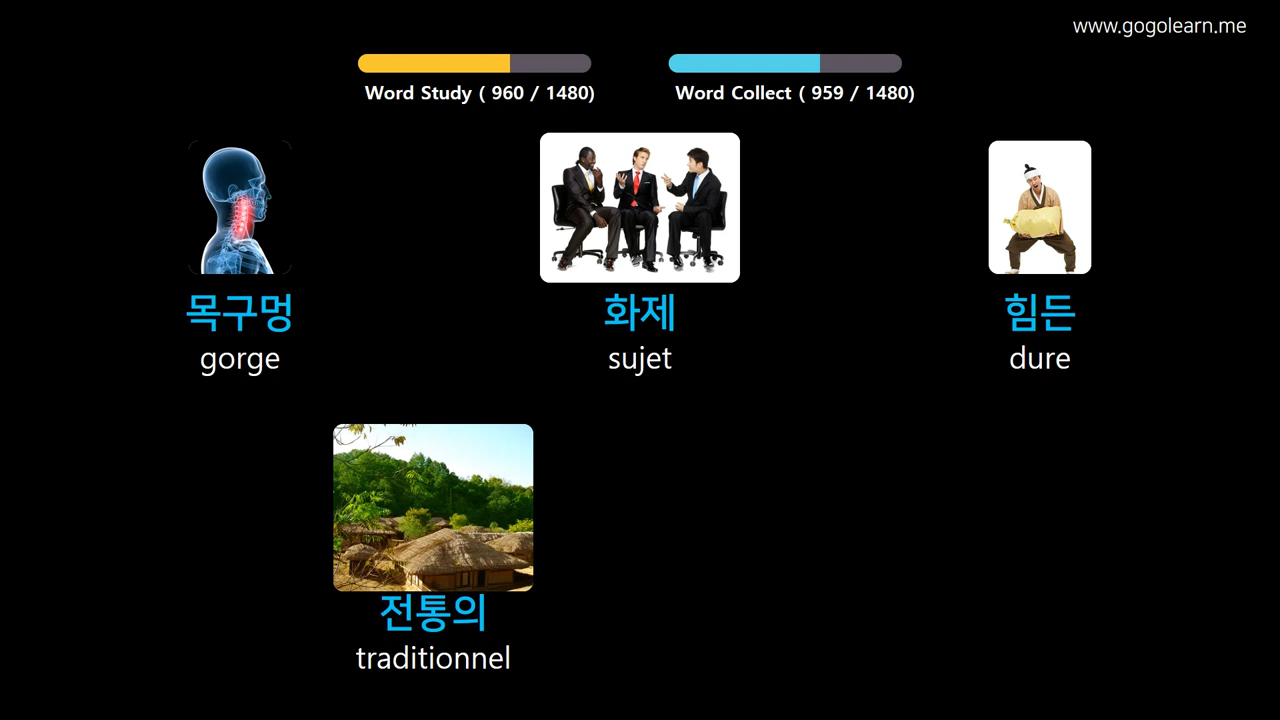 www.gogolearn.me
Word Study ( 960 / 1480)
Word Collect ( 959 / 1480)
목구멍
gorge
화제
sujet
힘든
dure
전통의
traditionnel